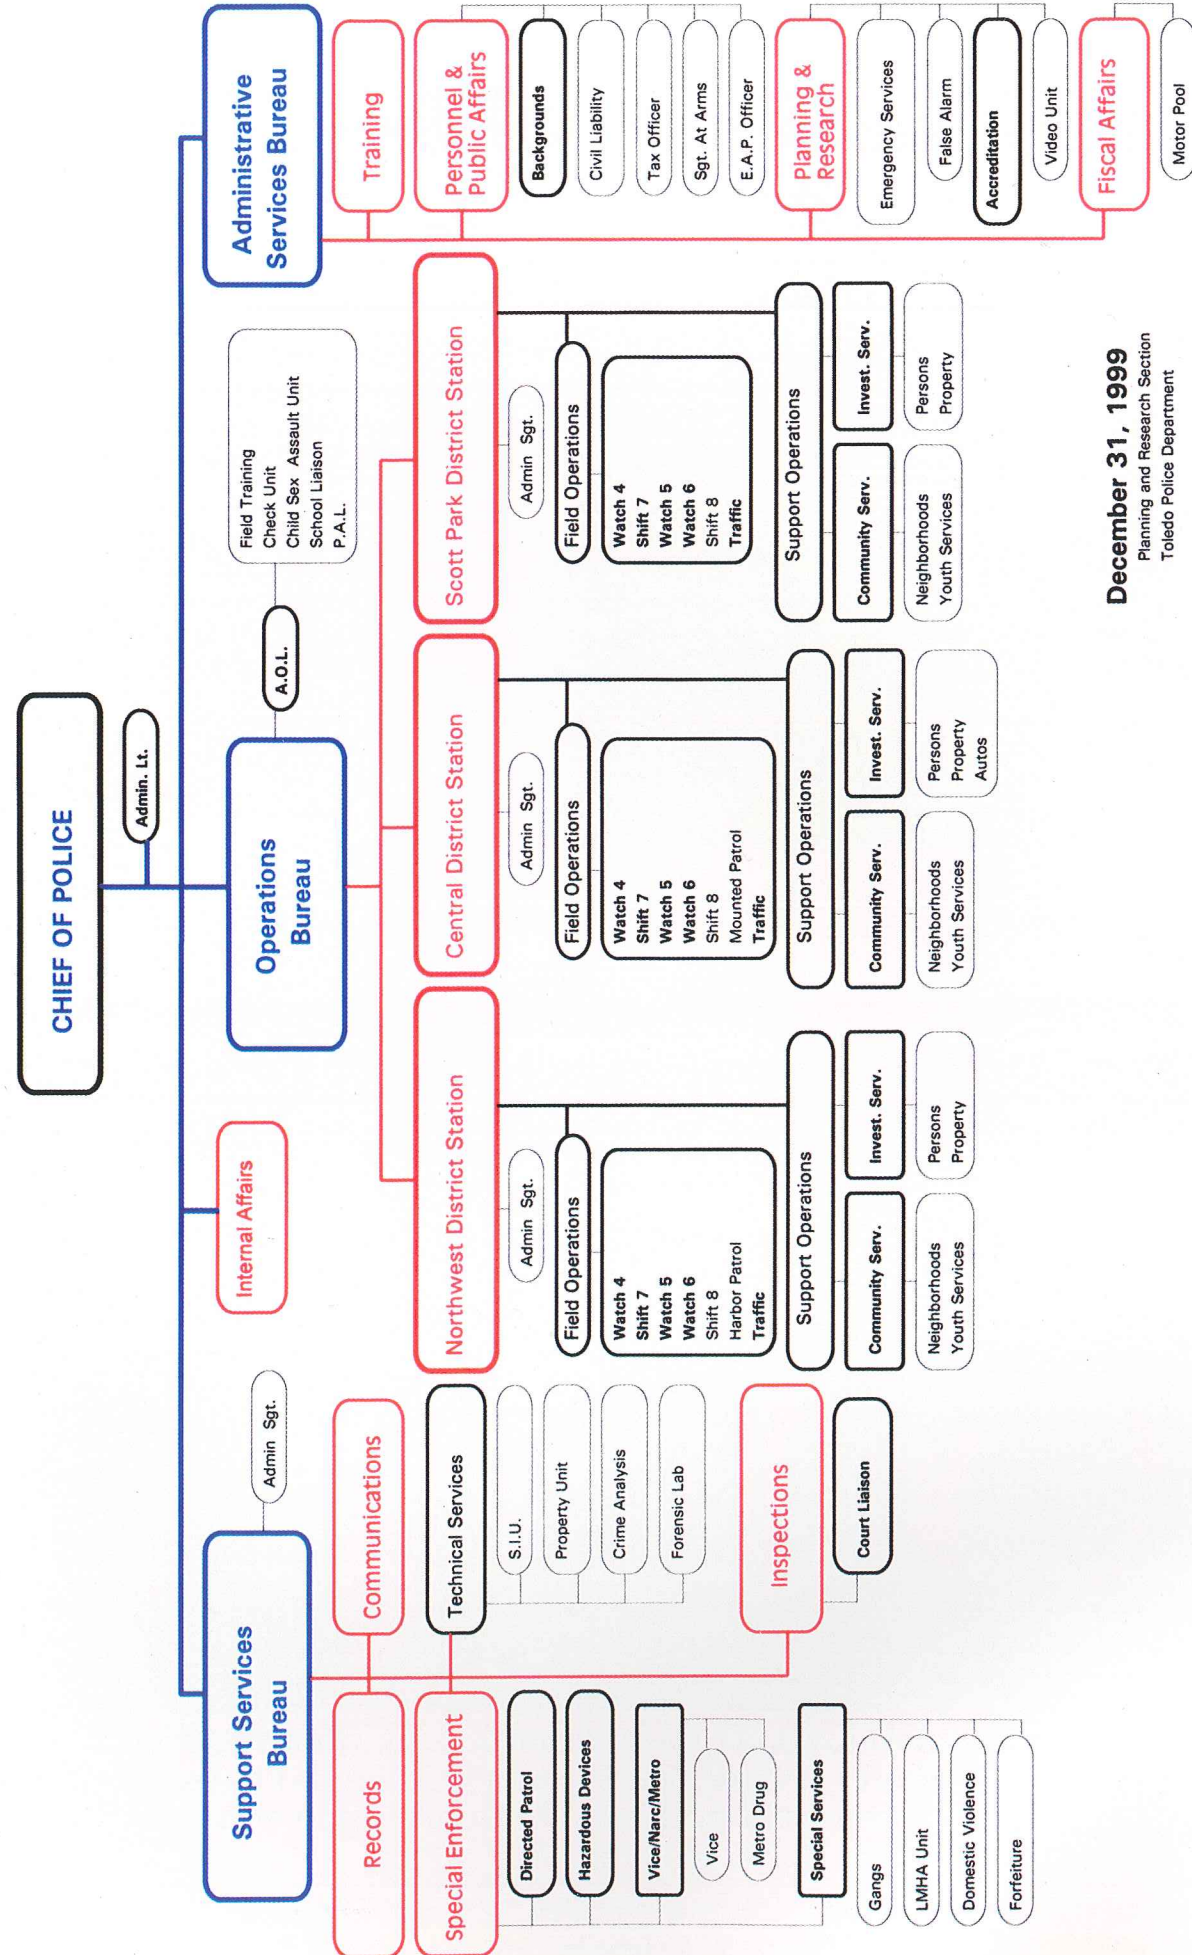 CHIEF OF POLICE
Admin. Lt.
Support Services
Bureau
Admin Sgt.
Internal Affairs
Operations
Bureau
A.O.L.
Field Training
Check Unit
Child Sex Assault Unit
School Liaison
P.A.L.
Administrative
Services Bureau
Records
Communications
Special Enforcement
Technical Services
Directed Patrol
Hazardous Devices
Vice/Narc/Metro
Vice
Metro Drug
Special Services
Gangs
LMHA Unit
Domestic Violence
Forfeiture
S.I.U.
Property Unit
Crime Analysis
Forensic Lab
Inspections
Court Liaison
Northwest District Station
Admin Sgt.
Field Operations
Watch 4
Shift 7
Watch 5
Watch 6
Shift 8
Harbor Patrol
Traffic
Support Operations
Community Serv.
Invest. Serv.
Neighborhoods
Youth Services
Persons
Property
Central District Station
Admin Sgt.
Field Operations
Watch 4
Shift 7
Watch 5
Watch 6
Shift 8
Mounted Patrol
Traffic
Support Operations
Community Serv.
Invest. Serv.
Neighborhoods
Youth Services
Persons
Property
Autos
Scott Park District Station
Admin Sgt.
Field Operations
Watch 4
Shift 7
Watch 5
Watch 6
Shift 8
Traffic
Support Operations
Community Serv.
Invest. Serv.
Neighborhoods
Youth Services
Persons
Property
Training
Personnel &
Public Affairs
Backgrounds
Civil Liability
Tax Officer
Sgt. At Arms
E.A.P. Officer
Planning &
Research
Emergency Services
False Alarm
Accreditation
Video Unit
Fiscal Affairs
Motor Pool
December 31, 1999
Planning and Research Section
Toledo Police Department